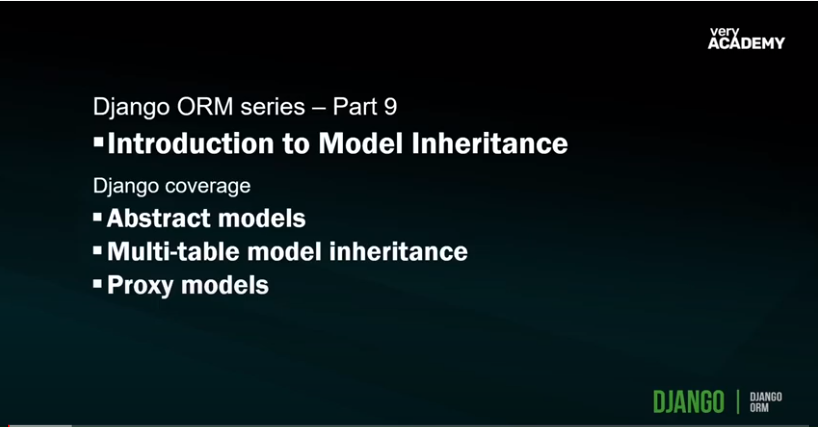 very
ACADEMY
Django ORM series – Part 9
▪Introduction to Model Inheritance
Django coverage
▪Abstract models
▪Multi-table model inheritance
▪Proxy models
DJANGO | DJANGO
ORM